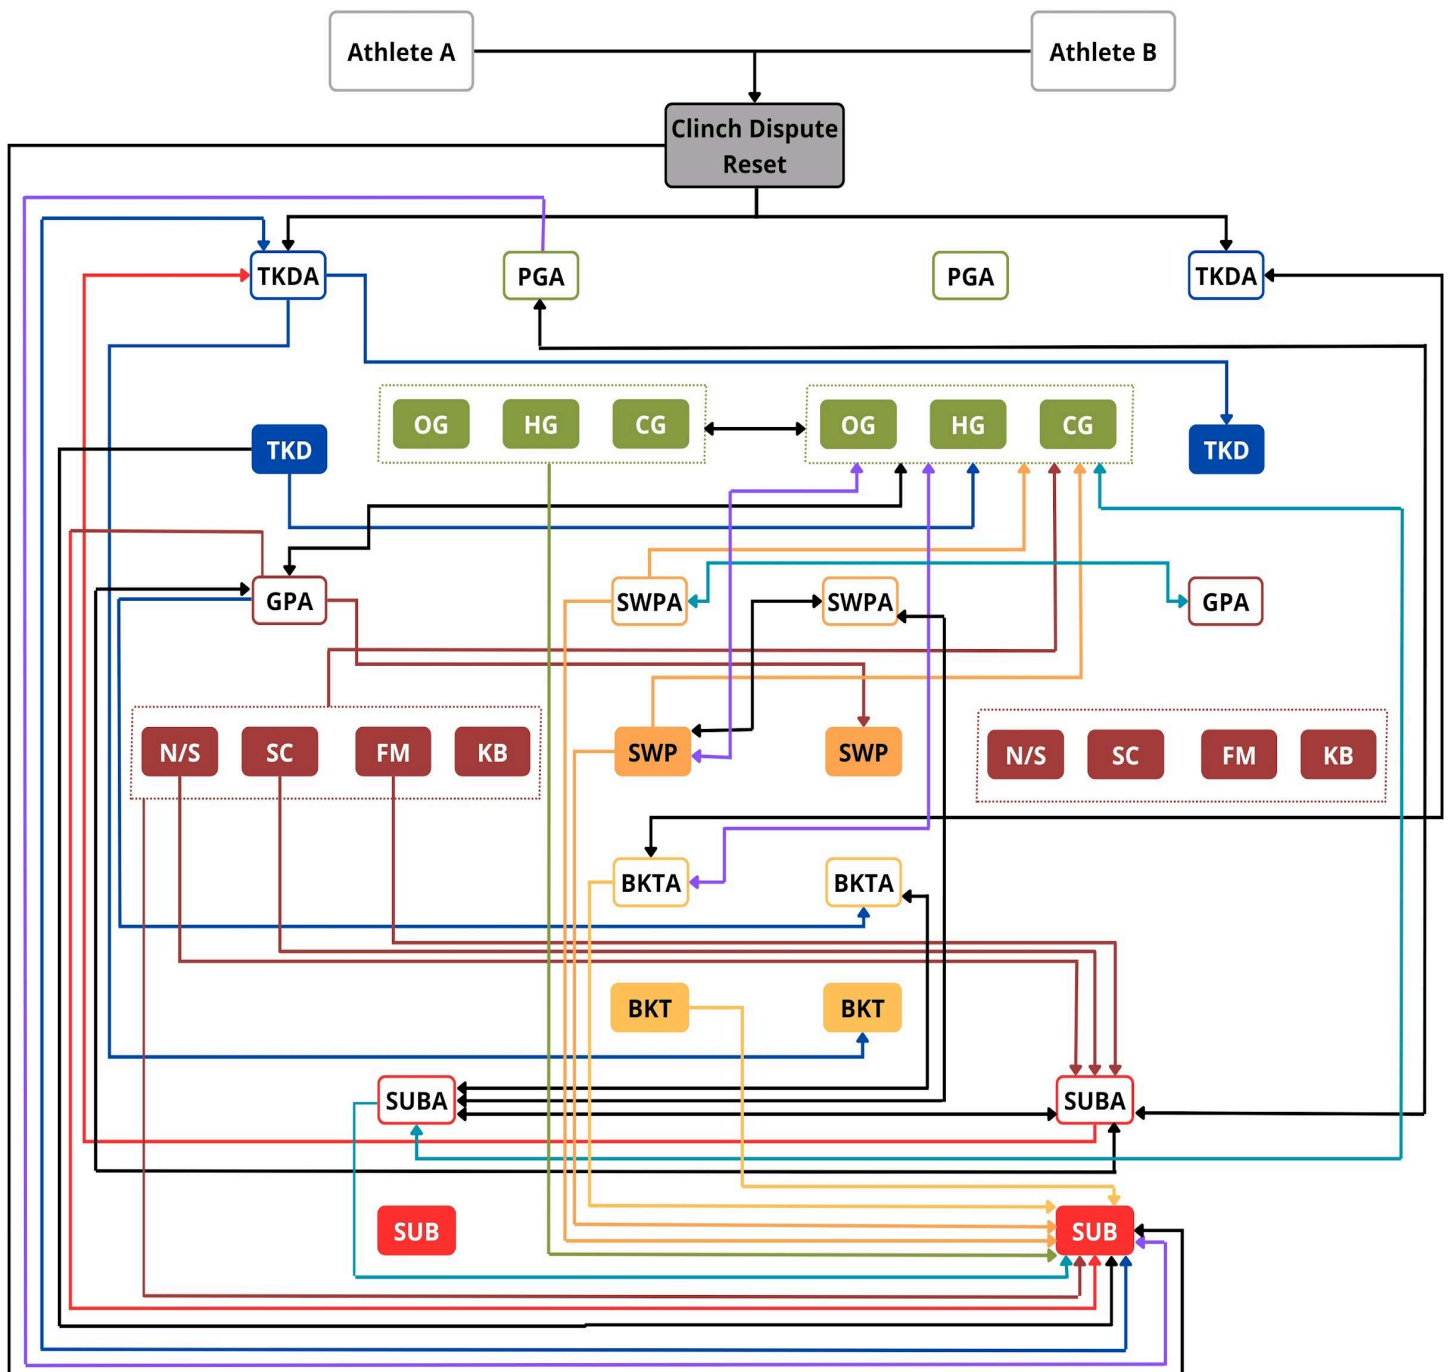 Athlete A
Athlete B
Clinch Dispute
Reset
TKDA
PGA
PGA
TKDA
OG
HG
CG
OG
HG
CG
TKD
TKD
GPA
SWPA
SWPA
GPA
N/S
SC
FM
KB
SWP
SWP
N/S
SC
FM
KB
BKTA
BKTA
BKT
BKT
SUBA
SUBA
SUB
SUB